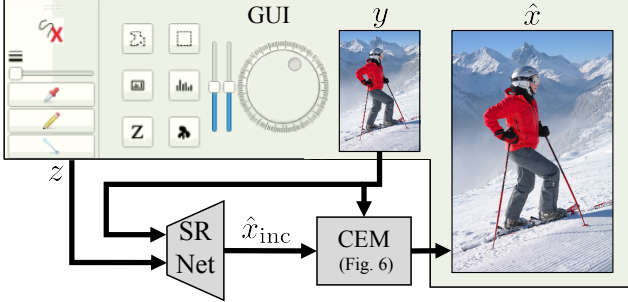 GUI
y
x̂
Z
z
SR
Net
x̂inc
CEM
(Fig. 6)